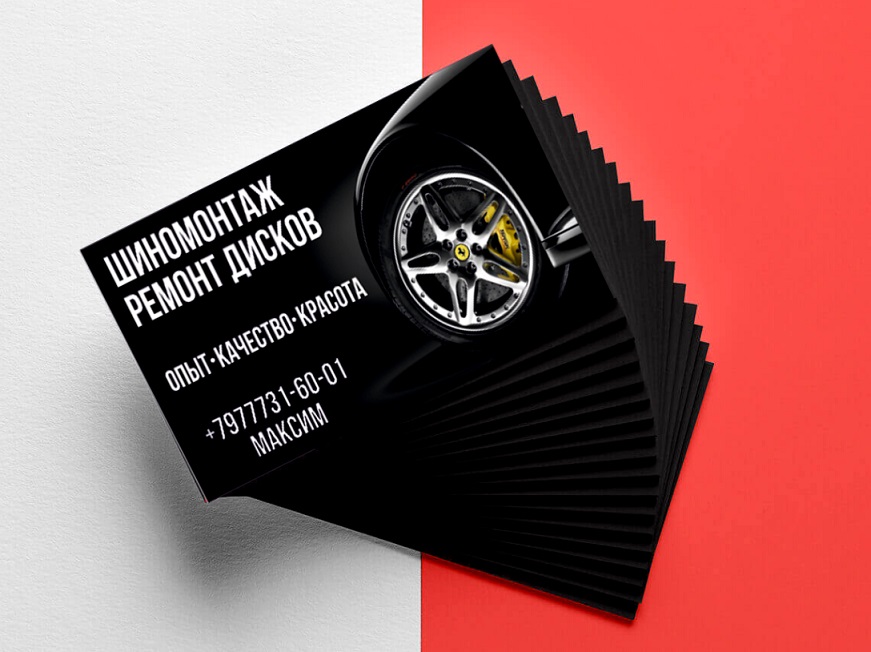 ШИНОМОНТАЖ
РЕМОНТ ДИСКОВ
ОПЫТ•КАЧЕСТВО•КРАСОТА
+7977731-60-01
МАКСИМ